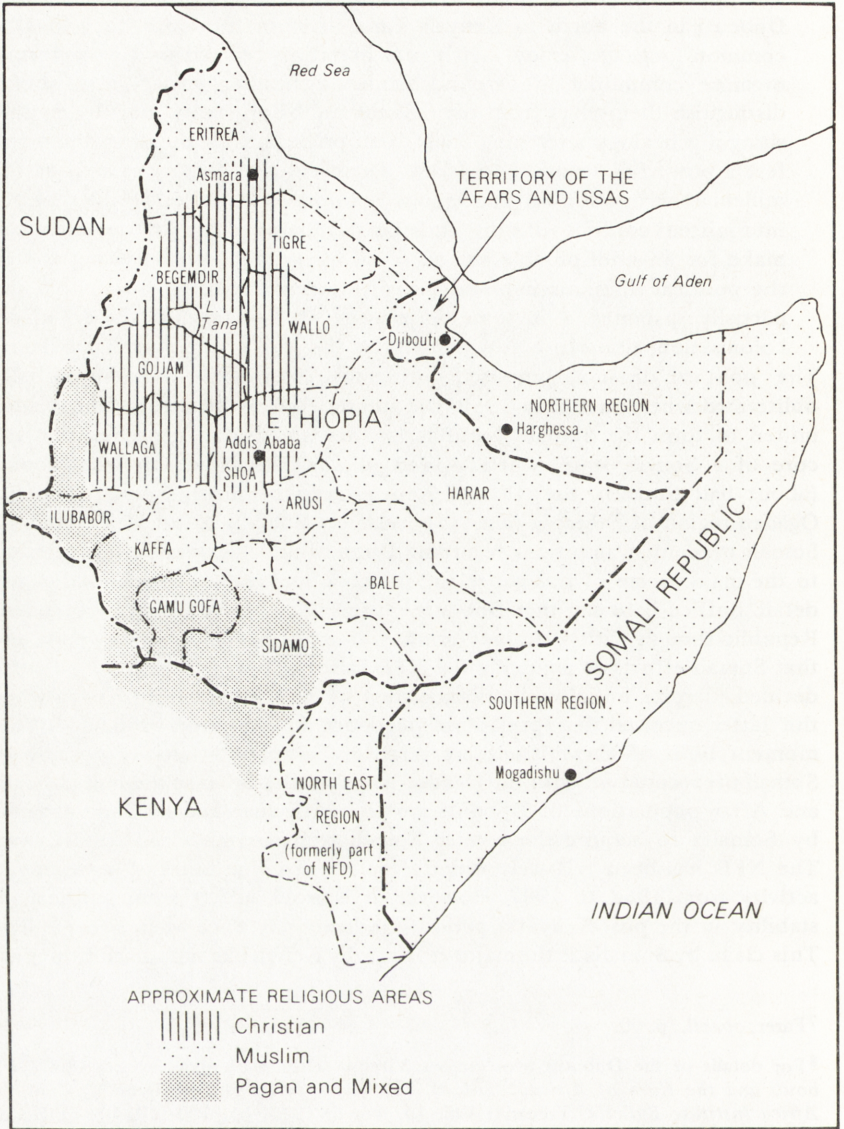 Red Sea
ERITREA
Asmara
TERRITORY OF THE
AFARS AND ISSAS
SUDAN
TIGRE
BEGEMDIR
Gulf of Aden
L.
Tana
WALLO
Djibouti
GOJJAM
NORTHERN REGION
ETHIOPIA
Harghessa
WALLAGA
Addis Ababa
SHOA
HARAR
ARUSI
ILUBABOR
KAFFA
BALE
GAMU GOFA
SIDAMO
SOMALI REPUBLIC
SOUTHERN REGION
Mogadishu
NORTH EAST
REGION
(formerly part
of NFD)
KENYA
INDIAN OCEAN
APPROXIMATE RELIGIOUS AREAS
Christian
Muslim
Pagan and Mixed